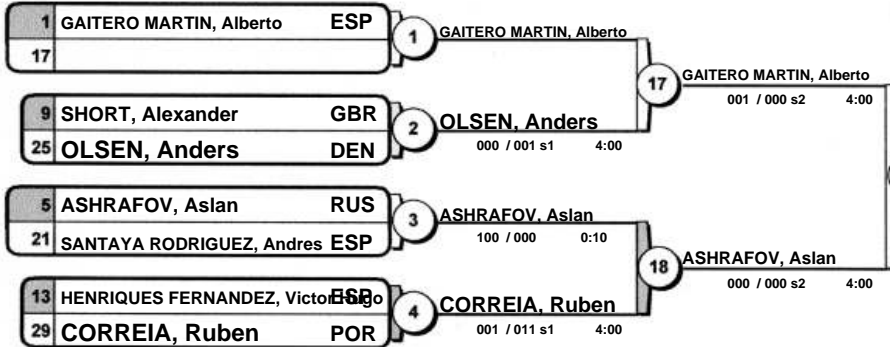 1 GAITERO MARTIN, Alberto ESP
17
1
GAITERO MARTIN, Alberto
9 SHORT, Alexander GBR
25 OLSEN, Anders DEN
2
OLSEN, Anders
000 / 001 s1 4:00
17
GAITERO MARTIN, Alberto
001 / 000 s2 4:00
5 ASHRAFOV, Aslan RUS
21 SANTAYA RODRIGUEZ, Andres ESP
3
ASHRAFOV, Aslan
100 / 000 0:10
13 HENRIQUES FERNANDEZ, Victor Hugo ESP
29 CORREIA, Ruben POR
4
CORREIA, Ruben
001 / 011 s1 4:00
18
ASHRAFOV, Aslan
000 / 000 s2 4:00